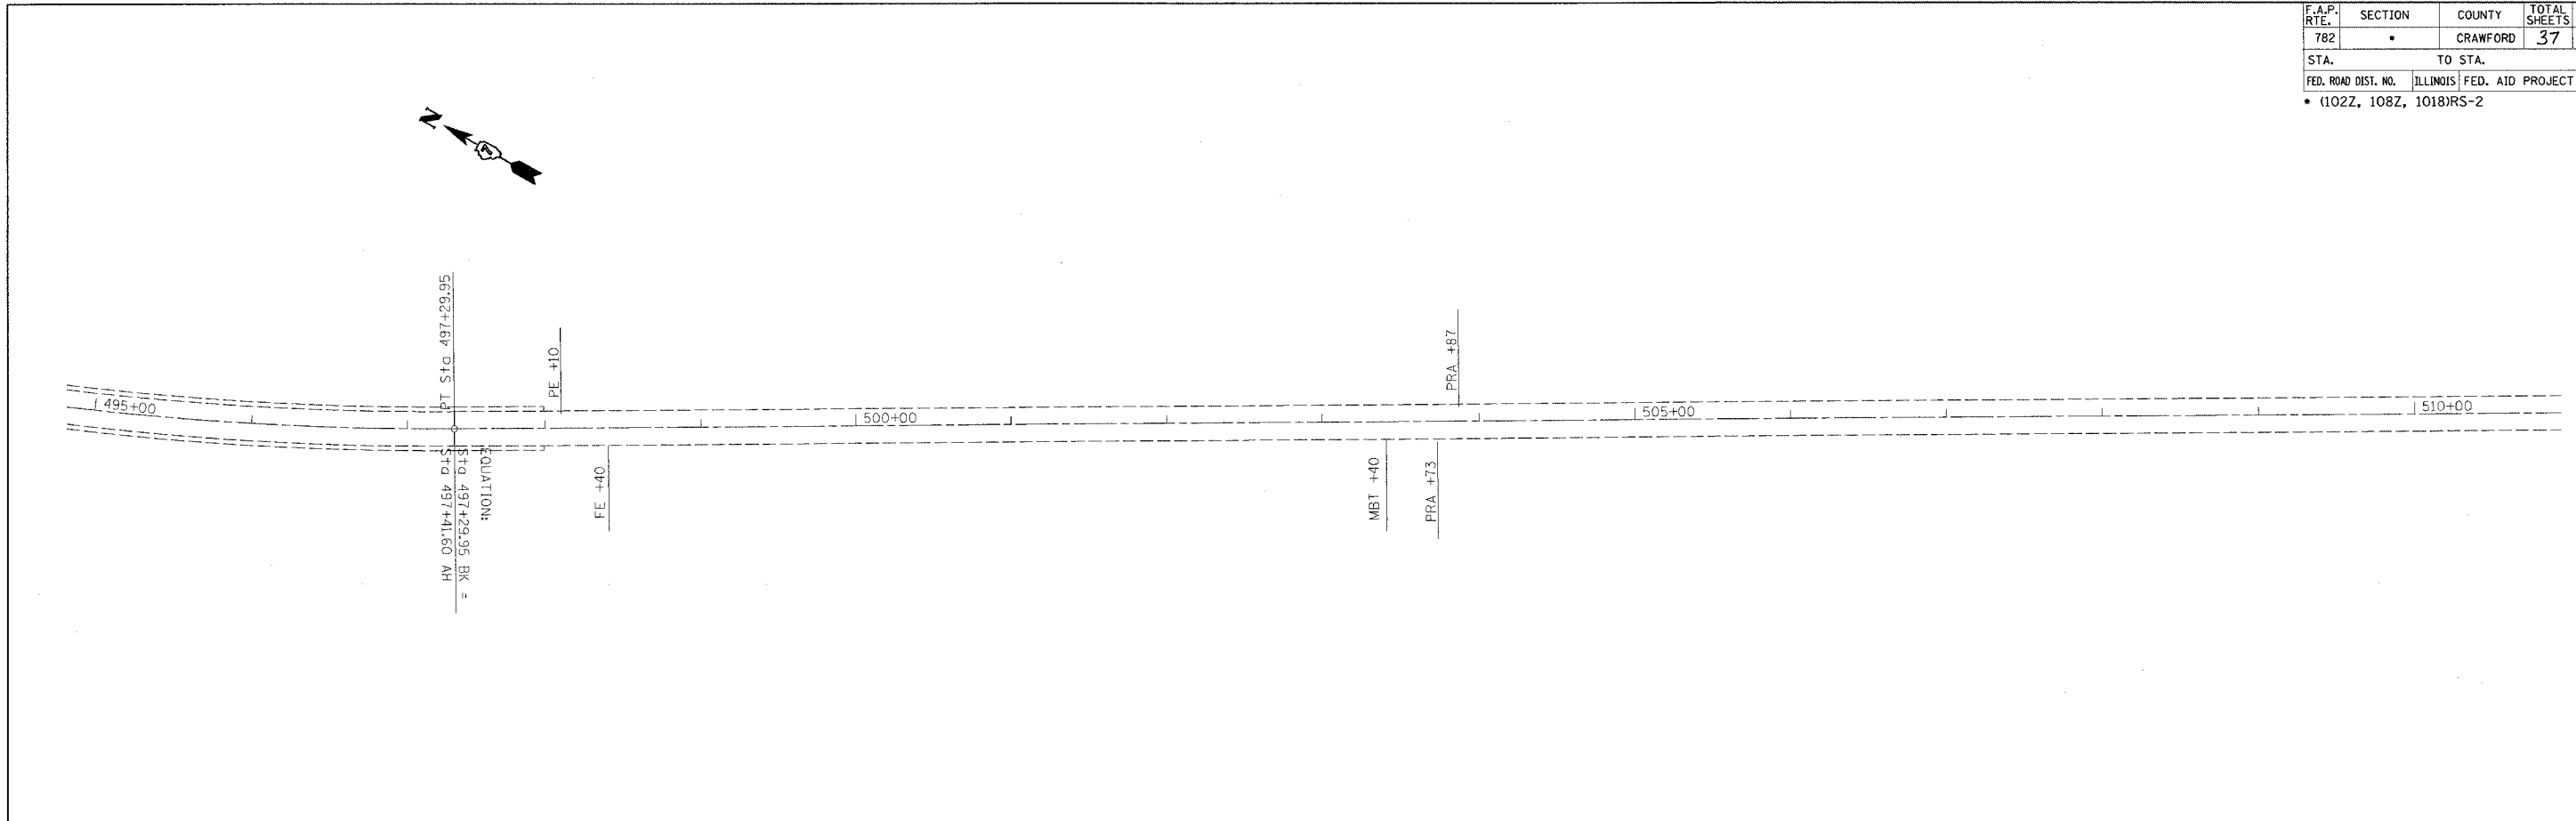 F.A.P. RTE. SECTION COUNTY TOTAL SHEETS
782 • CRAWFORD 37
STA. TO STA.
FED. ROAD DIST. NO. ILLINOIS FED. AID PROJECT
• (102Z, 108Z, 101B)RS-2
N
7
PT Sta 497+29.95
PE +10
PRA +87
495+00
500+00
505+00
510+00
EQUATION:
Sta 497+29.95 BK =
Sta 497+41.60 AH
FE +40
MBT +40
PRA +73